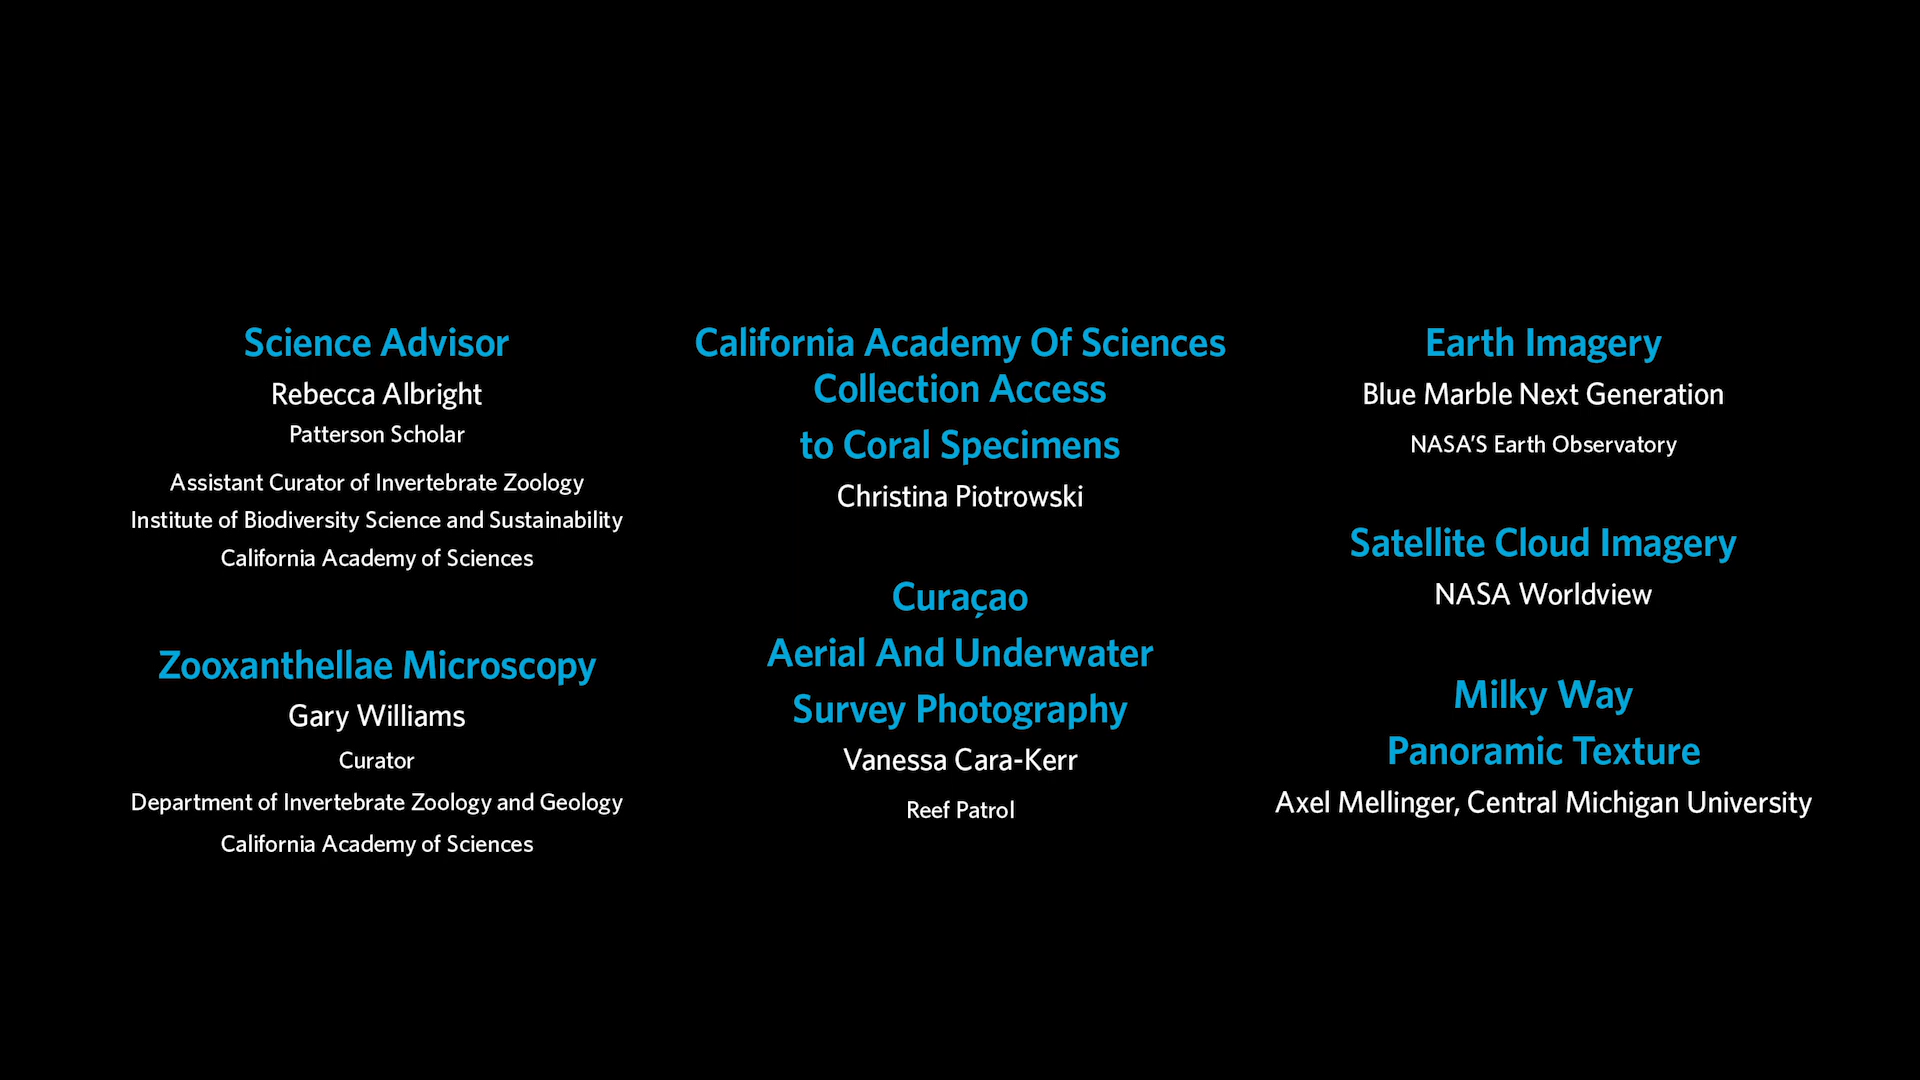 Science Advisor
Rebecca Albright
Patterson Scholar
Assistant Curator of Invertebrate Zoology
Institute of Biodiversity Science and Sustainability
California Academy of Sciences
Zooxanthellae Microscopy
Gary Williams
Curator
Department of Invertebrate Zoology and Geology
California Academy of Sciences
California Academy Of Sciences
Collection Access
to Coral Specimens
Christina Piotrowski
Curaçao
Aerial And Underwater
Survey Photography
Vanessa Cara-Kerr
Reef Patrol
Earth Imagery
Blue Marble Next Generation
NASA'S Earth Observatory
Satellite Cloud Imagery
NASA Worldview
Milky Way
Panoramic Texture
Axel Mellinger, Central Michigan University